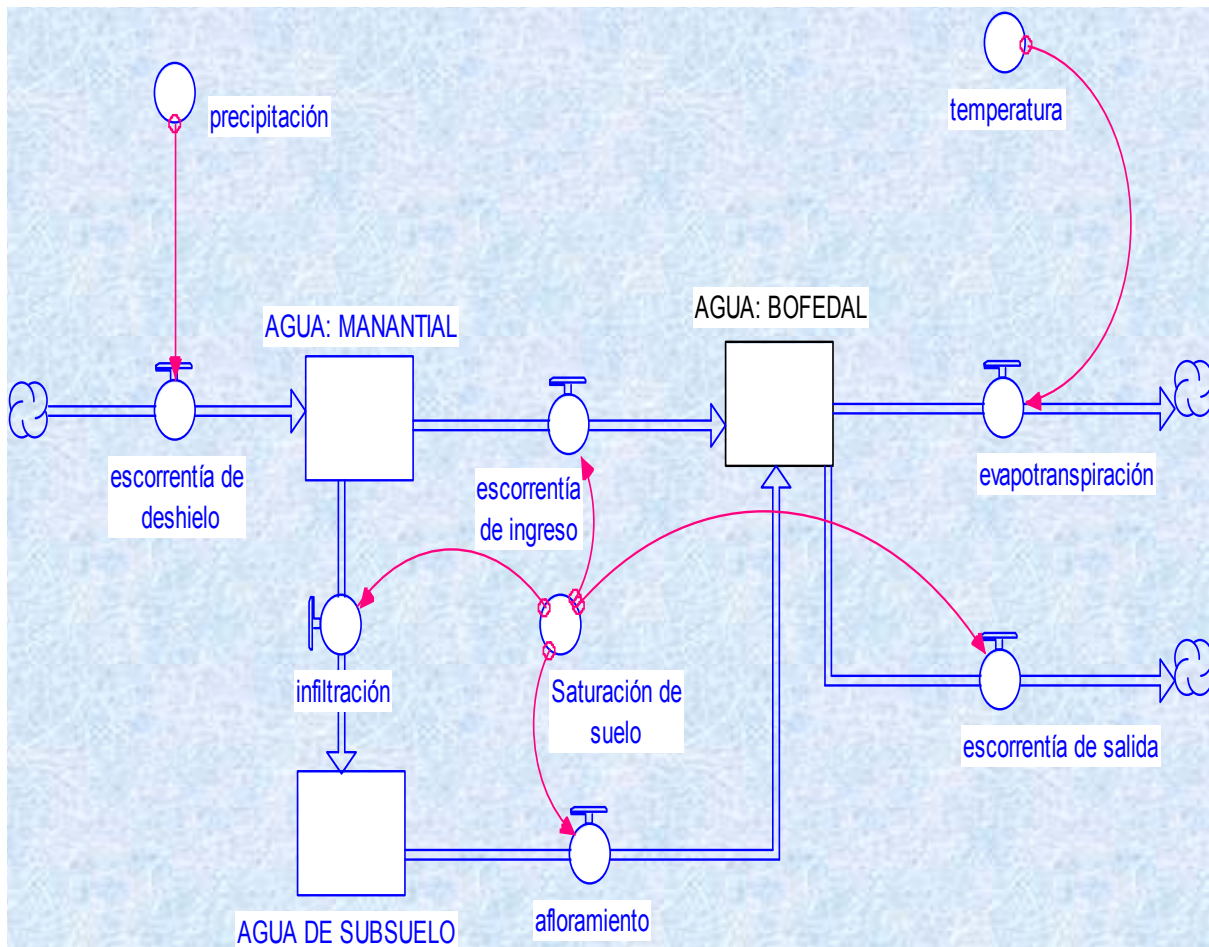 precipitación
temperatura
AGUA: MANANTIAL
AGUA: BOFEDAL
escorrentía de
deshielo
escorrentía
de ingreso
evapotranspiración
infiltración
Saturación de
suelo
escorrentía de salida
AGUA DE SUBSUELO
afloramiento